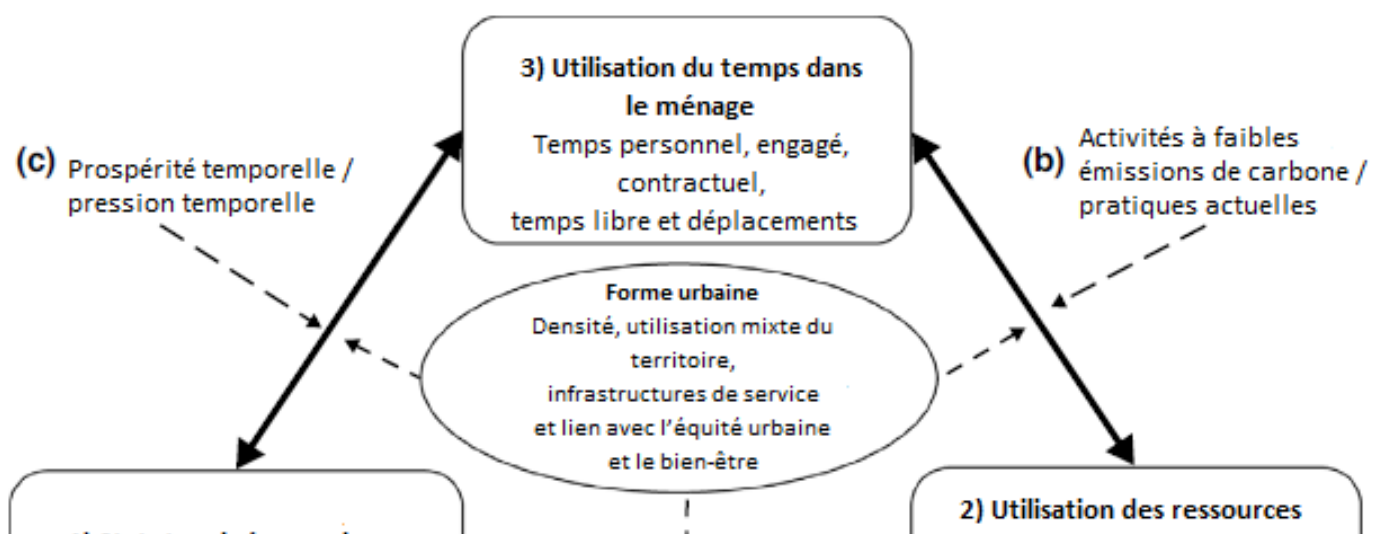 3) Utilisation du temps dans
le ménage
Temps personnel, engagé,
contractuel,
temps libre et déplacements
(c) Prospérité temporelle /
pression temporelle
(b) Activités à faibles
émissions de carbone /
pratiques actuelles
Forme urbaine
Densité, utilisation mixte du
territoire,
infrastructures de service
et lien avec l'équité urbaine
et le bien-être
2) Utilisation des ressources